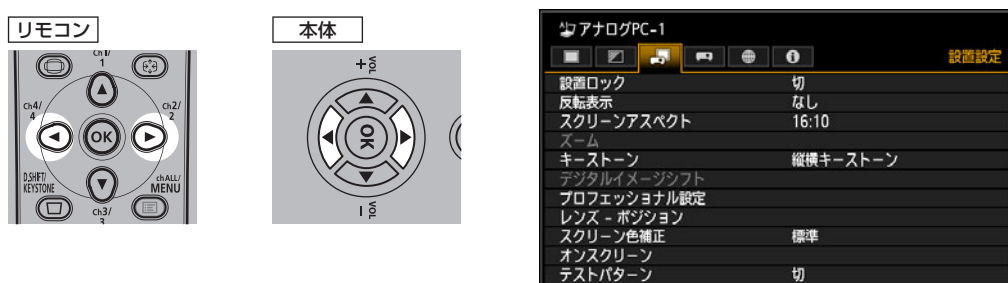 リモコン
Ch1/
1
Ch4/
4
OK
Ch2/
2
D.SHIFT/
KEYSTONE
Ch3/
3
chALL/
MENU
本体
+ VOL
OK
- VOL
アナログPC-1
設置設定
設置ロック 切
反転表示 なし
スクリーンアスペクト 16:10
ズーム
キーストーン 縦横キーストーン
デジタルイメージシフト
プロフェッショナル設定
レンズ - ポジション
スクリーン色補正 標準
オンスクリーン
テストパターン 切